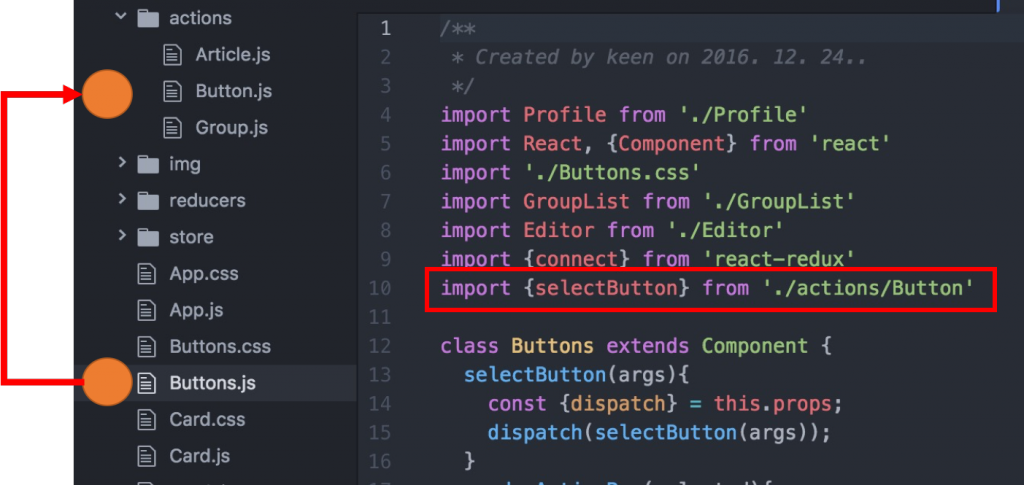 actions
Article.js
Button.js
Group.js
img
reducers
store
App.css
App.js
Buttons.css
Buttons.js
Card.css
Card.js
1 /**
2 * Created by keen on 2016. 12. 24..
3 */
4 import Profile from './Profile'
5 import React, {Component} from 'react'
6 import './Buttons.css'
7 import GroupList from './GroupList'
8 import Editor from './Editor'
9 import {connect} from 'react-redux'
10 import {selectButton} from './actions/Button'
11
12 class Buttons extends Component {
13 selectButton(args){
14 const {dispatch} = this.props;
15 dispatch(selectButton(args));
16 }